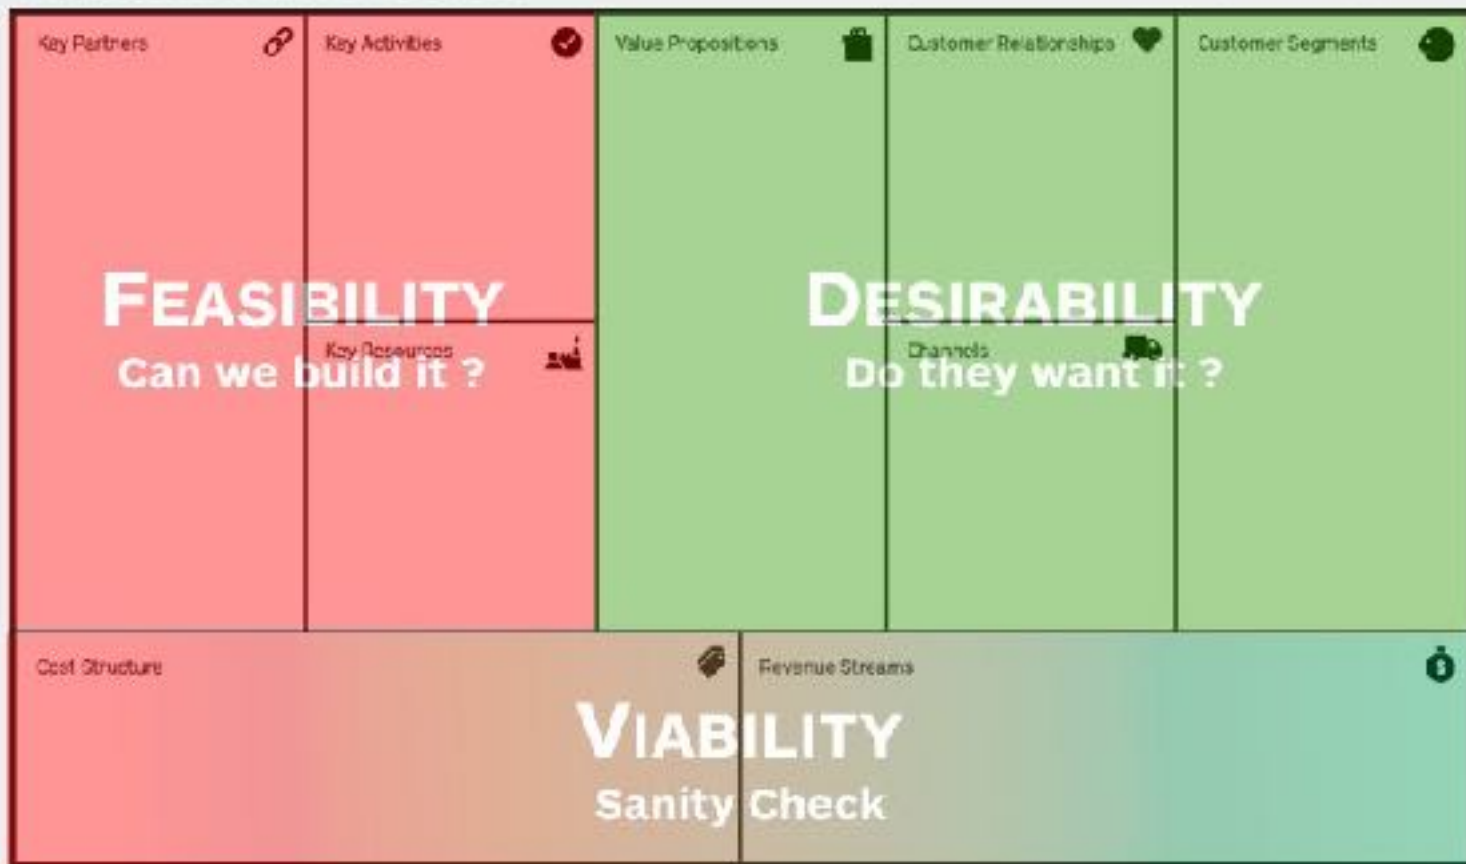 Key Partners
Key Activities
Value Propositions
Customer Relationships
Customer Segments
FEASIBILITY
Can we build it ?
Key Resources
DESIRABILITY
Do they want it ?
Channels
Cost Structure
Revenue Streams
VIABILITY
Sanity Check